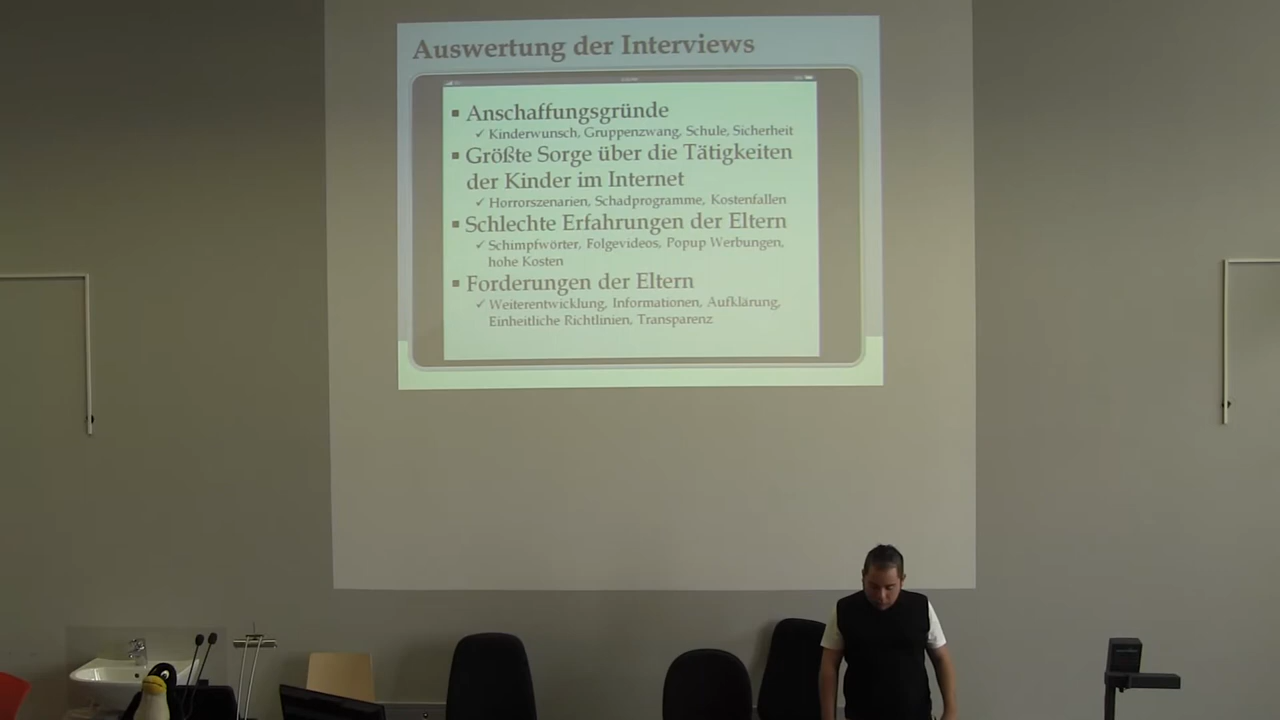 Auswertung der Interviews
▪ Anschaffungsgründe
✓ Kinderwunsch, Gruppenzwang, Schule, Sicherheit
▪ Größte Sorge über die Tätigkeiten
der Kinder im Internet
✓ Horrorszenarien, Schadprogramme, Kostenfallen
▪ Schlechte Erfahrungen der Eltern
✓ Schimpfwörter, Folgevideos, Popup Werbungen,
hohe Kosten
▪ Forderungen der Eltern
✓ Weiterentwicklung, Informationen, Aufklärung,
Einheitliche Richtlinien, Transparenz